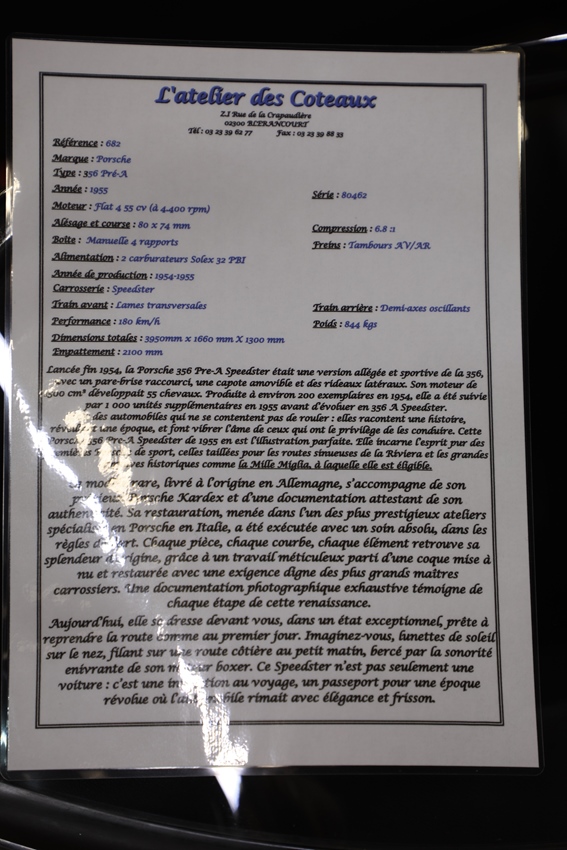 L'atelier des Coteaux
Z.I Rue de la Crapaudière
02300 BLERANCOURT
Tèl : 03 23 39 62 77 Fax : 03 23 39 88 33
Référence : 682
Marque : Porsche
Type : 356 Pré-A
Année : 1955 Série : 80462
Moteur : Flat 4 55 cv (à 4.400 rpm)
Alèsage et course : 80 x 74 mm Compression : 6.8 :1
Boite : Manuelle 4 rapports Freins : Tambours AV/AR
Alimentation : 2 carburateurs Solex 32 PBI
Année de production : 1954-1955
Carrosserie : Speedster
Train avant : Lames transversales Train arrière : Demi-axes oscillants
Performance : 180 km/h Poids : 844 kgs
Dimensions totales : 3950mm x 1660 mm X 1300 mm
Empattement : 2100 mm
Lancée fin 1954, la Porsche 356 Pre-A Speedster était une version allégée et sportive de la 356,
avec un pare-brise raccourci, une capote amovible et des rideaux latéraux. Son moteur de
cm³ développait 55 chevaux. Produite à environ 200 exemplaires en 1954, elle a été suivie
par 1 000 unités supplémentaires en 1955 avant d'évoluer en 356 A Speedster.
des automobiles qui ne se contentent pas de rouler : elles racontent une histoire,
une époque, et font vibrer l'âme de ceux qui ont le privilège de les conduire. Cette
Porsche 356 Pre-A Speedster de 1955 en est l'illustration parfaite. Elle incarne l'esprit pur des
de sport, celles taillées pour les routes sinueuses de la Riviera et les grandes
historiques comme la Mille Miglia, à laquelle elle est éligible.
rare, livré à l'origine en Allemagne, s'accompagne de son
Porsche Kardex et d'une documentation attestant de son
authenticité. Sa restauration, menée dans l'un des plus prestigieux ateliers
en Porsche en Italie, a été exécutée avec un soin absolu, dans les
règles Chaque pièce, chaque courbe, chaque élément retrouve sa
splendeur d'origine, grâce à un travail méticuleux parti d'une coque mise à
nu et restaurée avec une exigence digne des plus grands maîtres
carrossiers. Une documentation photographique exhaustive témoigne de
chaque étape de cette renaissance.
Aujourd'hui, elle se dresse devant vous, dans un état exceptionnel, prête à
reprendre la route comme au premier jour. Imaginez-vous, lunettes de soleil
sur le nez, filant sur une route côtière au petit matin, bercé par la sonorité
enivrante de son moteur boxer. Ce Speedster n'est pas seulement une
voiture : c'est une au voyage, un passeport pour une époque
révolue où rimait avec élégance et frisson.